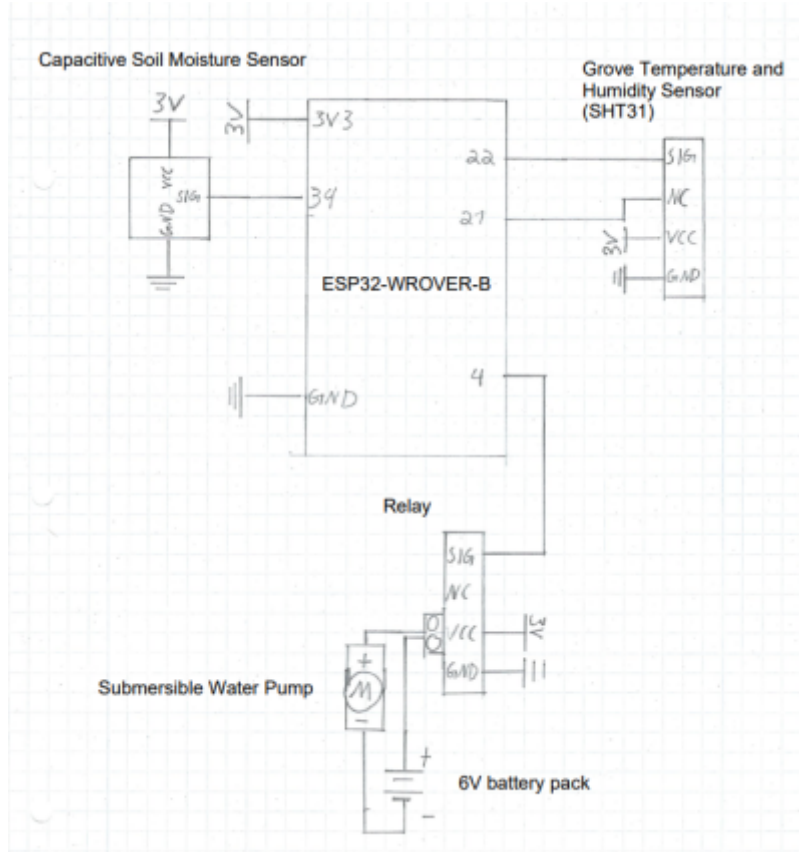 Capacitive Soil Moisture Sensor
Grove Temperature and
Humidity Sensor
(SHT31)
3V
3V
3V3
VCC
SIG
GND
34
22
SIG
21
NC
3V
VCC
GND
ESP32-WROVER-B
4
GND
Relay
SIG
NC
VCC
3V
GND
+
M
-
Submersible Water Pump
+
6V battery pack
-